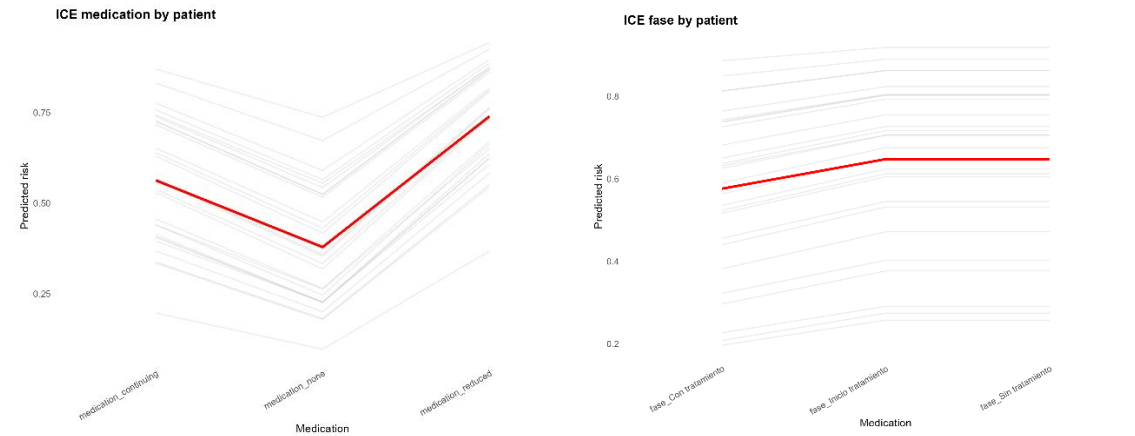 ICE medication by patient
0.75
0.50
0.25
Predicted risk
medication_continuing
medication_none
medication_reduced
Medication
ICE fase by patient
0.8
0.6
0.4
0.2
Predicted risk
fase_Con tratamiento
fase_Inicio tratamiento
fase_Sin tratamiento
Medication